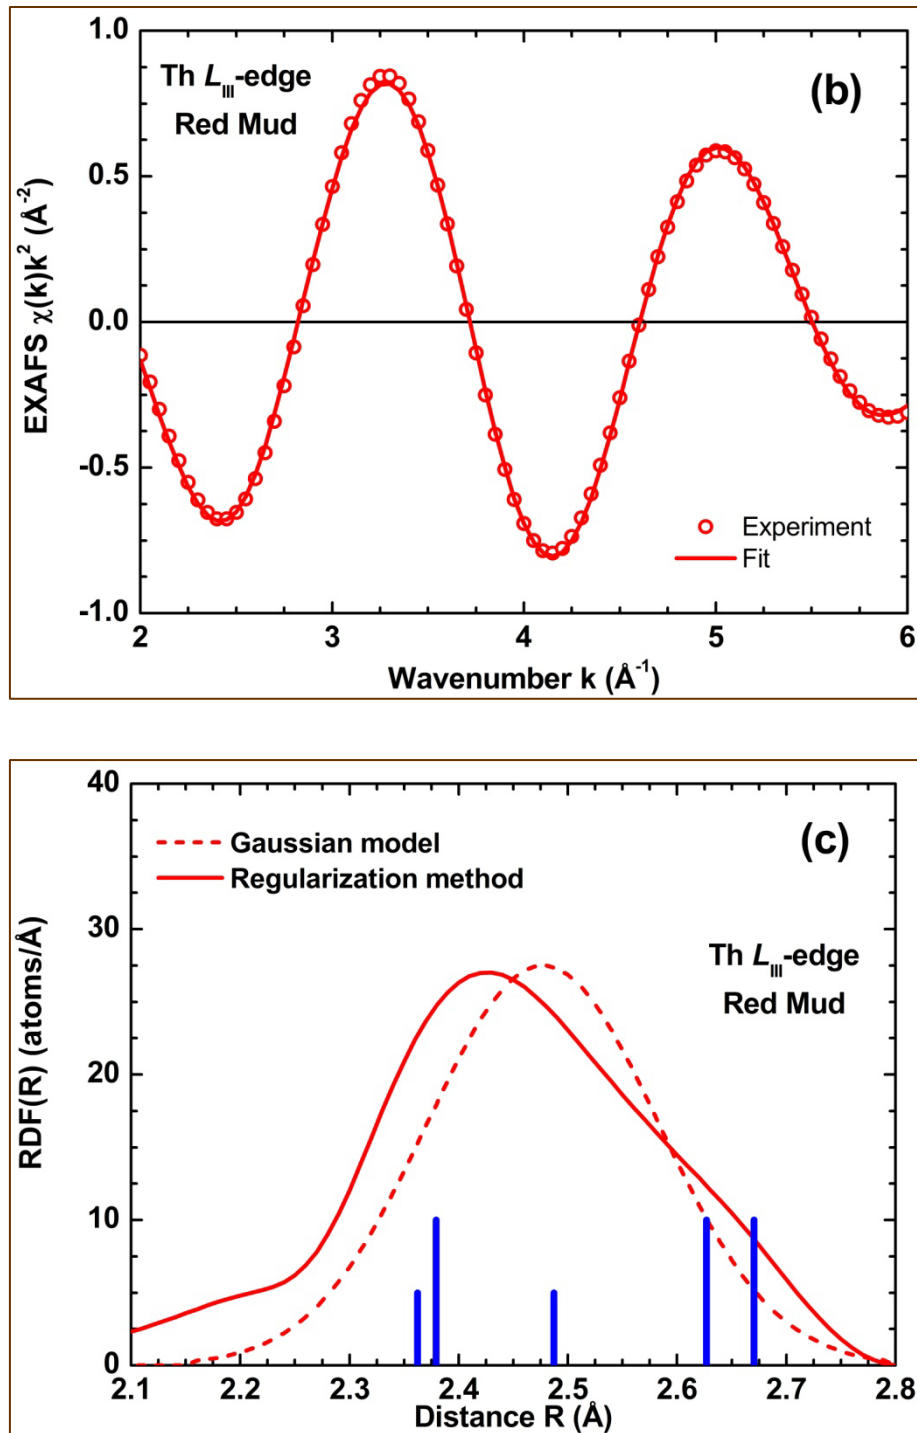 1.0
Th L_III-edge
Red Mud
(b)
0.5
EXAFS χ(k)k² (Å⁻²)
0.0
-0.5
Experiment
Fit
-1.0
2 3 4 5 6
Wavenumber k (Å⁻¹)
40
Gaussian model
(c)
Regularization method
30
Th L_III-edge
Red Mud
RDF(R) (atoms/Å)
20
10
0
2.1 2.2 2.3 2.4 2.5 2.6 2.7 2.8
Distance R (Å)